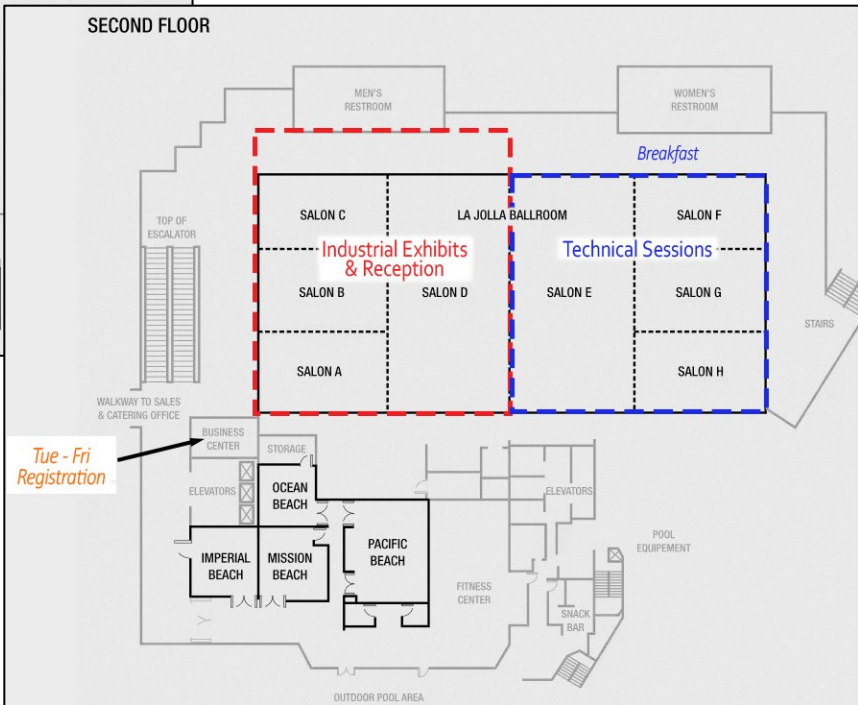 SECOND FLOOR
MEN'S
RESTROOM
WOMEN'S
RESTROOM
Breakfast
TOP OF
ESCALATOR
SALON C
LA JOLLA BALLROOM
SALON F
Industrial Exhibits
& Reception
Technical Sessions
SALON B
SALON D
SALON E
SALON G
STAIRS
SALON A
SALON H
WALKWAY TO SALES
& CATERING OFFICE
BUSINESS
CENTER
Tue - Fri
Registration
STORAGE
ELEVATORS
OCEAN
BEACH
ELEVATORS
IMPERIAL
BEACH
MISSION
BEACH
PACIFIC
BEACH
POOL
EQUIPEMENT
FITNESS
CENTER
SNACK
BAR
OUTDOOR POOL AREA